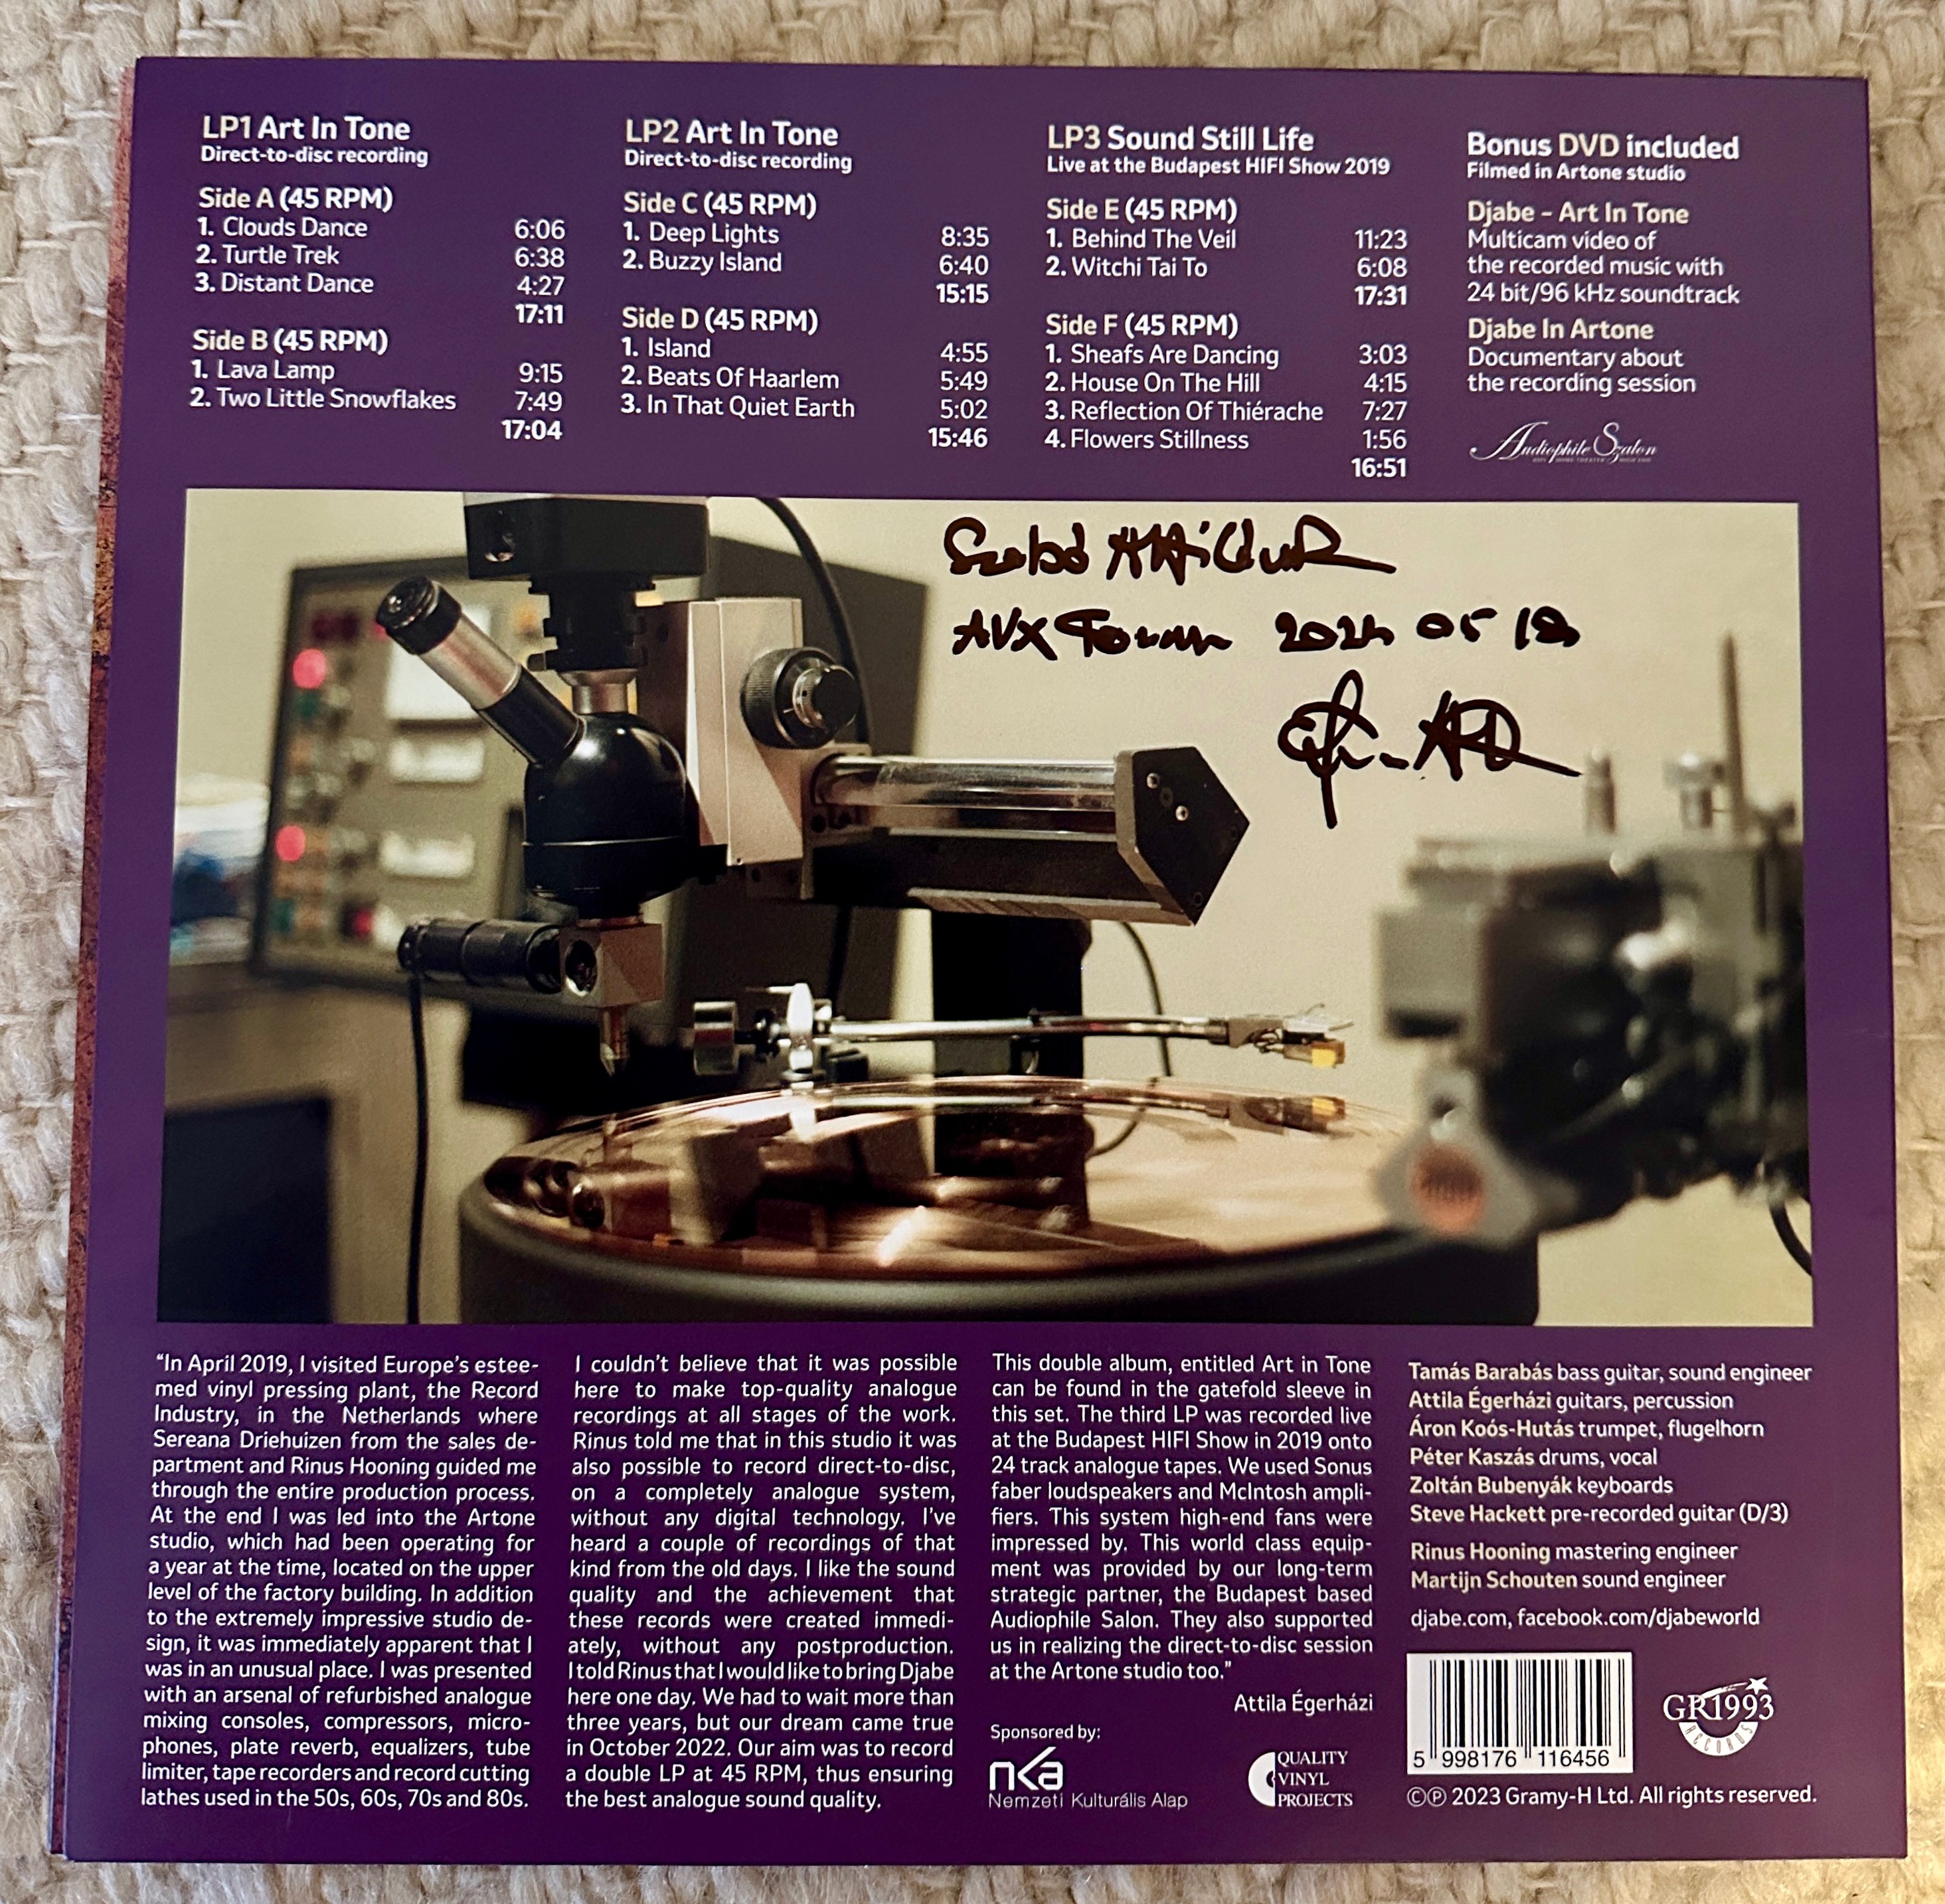 LP1 Art In Tone
Direct-to-disc recording
Side A (45 RPM)
1. Clouds Dance 6:06
2. Turtle Trek 6:38
3. Distant Dance 4:27
17:11
Side B (45 RPM)
1. Lava Lamp 9:15
2. Two Little Snowflakes 7:49
17:04
LP2 Art In Tone
Direct-to-disc recording
Side C (45 RPM)
1. Deep Lights 8:35
2. Buzzy Island 6:40
15:15
Side D (45 RPM)
1. Island 4:55
2. Beats Of Haarlem 5:49
3. In That Quiet Earth 5:02
15:46
LP3 Sound Still Life
Live at the Budapest HIFI Show 2019
Side E (45 RPM)
1. Behind The Veil 11:23
2. Witchi Tai To 6:08
17:31
Side F (45 RPM)
1. Sheafs Are Dancing 3:03
2. House On The Hill 4:15
3. Reflection Of Thiérache 7:27
4. Flowers Stillness 1:56
16:51
Bonus DVD included
Filmed in Artone studio
Djabe - Art In Tone
Multicam video of
the recorded music with
24 bit/96 kHz soundtrack
Djabe In Artone
Documentary about
the recording session
Audiophile Szalon
Szabó
AVX 05 18
"In April 2019, I visited Europe's estee-
med vinyl pressing plant, the Record
Industry, in the Netherlands where
Sereana Driehuizen from the sales de-
partment and Rinus Hooning guided me
through the entire production process.
At the end I was led into the Artone
studio, which had been operating for
a year at the time, located on the upper
level of the factory building. In addition
to the extremely impressive studio de-
sign, it was immediately apparent that I
was in an unusual place. I was presented
with an arsenal of refurbished analogue
mixing consoles, compressors, micro-
phones, plate reverb, equalizers, tube
limiter, tape recorders and record cutting
lathes used in the 50s, 60s, 70s and 80s.
I couldn't believe that it was possible
here to make top-quality analogue
recordings at all stages of the work.
Rinus told me that in this studio it was
also possible to record direct-to-disc,
on a completely analogue system,
without any digital technology. I've
heard a couple of recordings of that
kind from the old days. I like the sound
quality and the achievement that
these records were created immedi-
ately, without any postproduction.
I told Rinus that I would like to bring Djabe
here one day. We had to wait more than
three years, but our dream came true
in October 2022. Our aim was to record
a double LP at 45 RPM, thus ensuring
the best analogue sound quality.
This double album, entitled Art in Tone
can be found in the gatefold sleeve in
this set. The third LP was recorded live
at the Budapest HIFI Show in 2019 onto
24 track analogue tapes. We used Sonus
faber loudspeakers and McIntosh ampli-
fiers. This system high-end fans were
impressed by. This world class equip-
ment was provided by our long-term
strategic partner, the Budapest based
Audiophile Salon. They also supported
us in realizing the direct-to-disc session
at the Artone studio too."
Attila Égerházi
Sponsored by:
nka
Nemzeti Kulturális Alap
QUALITY
VINYL
PROJECTS
Tamás Barabás bass guitar, sound engineer
Attila Égerházi guitars, percussion
Áron Koós-Hutás trumpet, flugelhorn
Péter Kaszás drums, vocal
Zoltán Bubenyák keyboards
Steve Hackett pre-recorded guitar (D/3)
Rinus Hooning mastering engineer
Martijn Schouten sound engineer
djabe.com, facebook.com/djabeworld
5 998176 116456
GR1993
RECORDS
©℗ 2023 Gramy-H Ltd. All rights reserved.